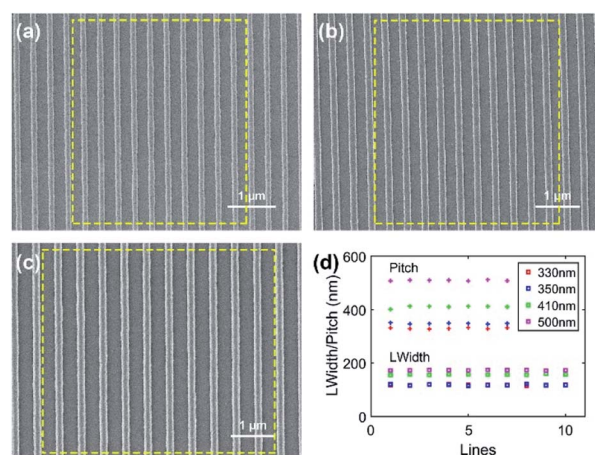 (a)
1 μm
(b)
1 μm
(c)
1 μm
(d)
600
400
200
0
0
5
10
LWidth/Pitch (nm)
Lines
Pitch
LWidth
330nm
350nm
410nm
500nm